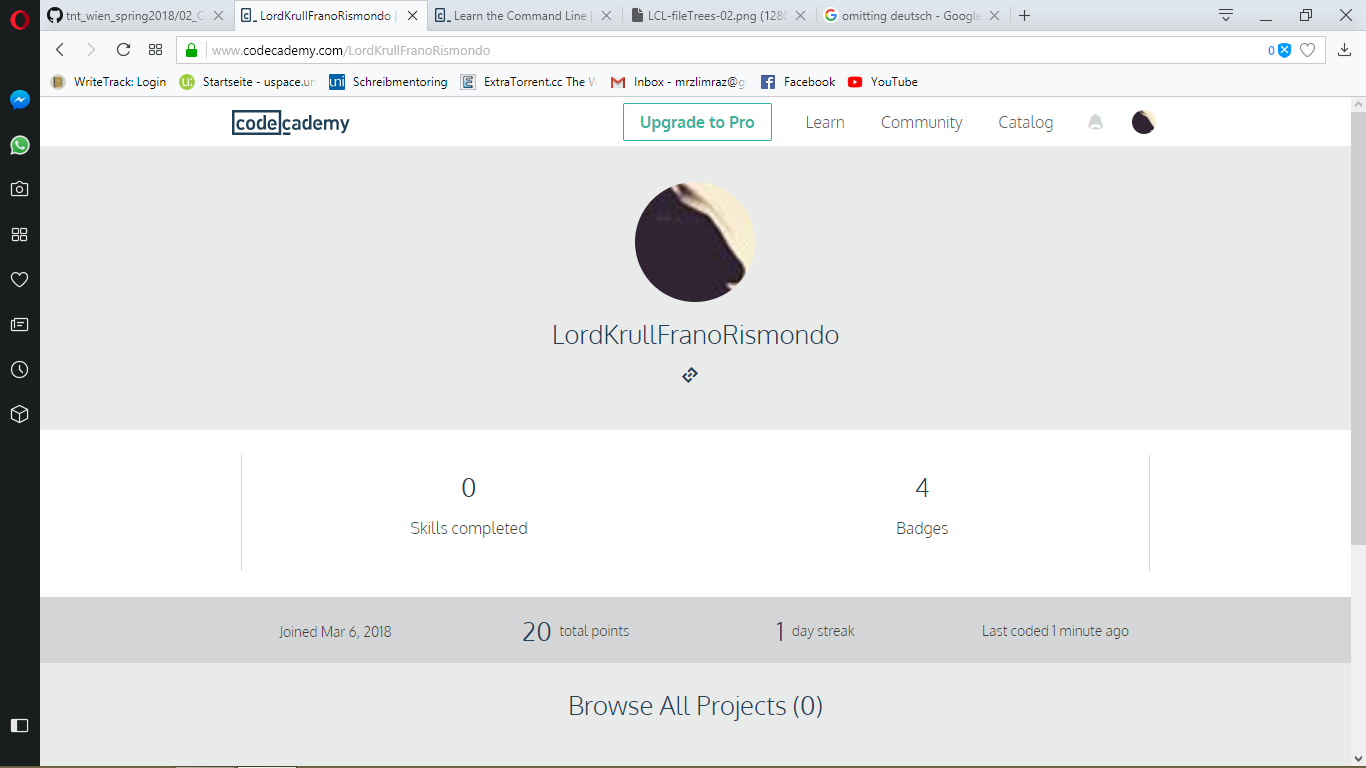 tnt_wien_spring2018/02_C
LordKrullFranoRismondo |
Learn the Command Line |
LCL-fileTrees-02.png (1280
omitting deutsch - Google
www.codecademy.com/LordKrullFranoRismondo
0
WriteTrack: Login
Startseite - uspace.un
Schreibmentoring
ExtraTorrent.cc The W
Inbox - mrzlimraz@g
Facebook
YouTube
codecademy
Upgrade to Pro
Learn
Community
Catalog
LordKrullFranoRismondo
0
Skills completed
4
Badges
Joined Mar 6, 2018
20 total points
1 day streak
Last coded 1 minute ago
Browse All Projects (0)